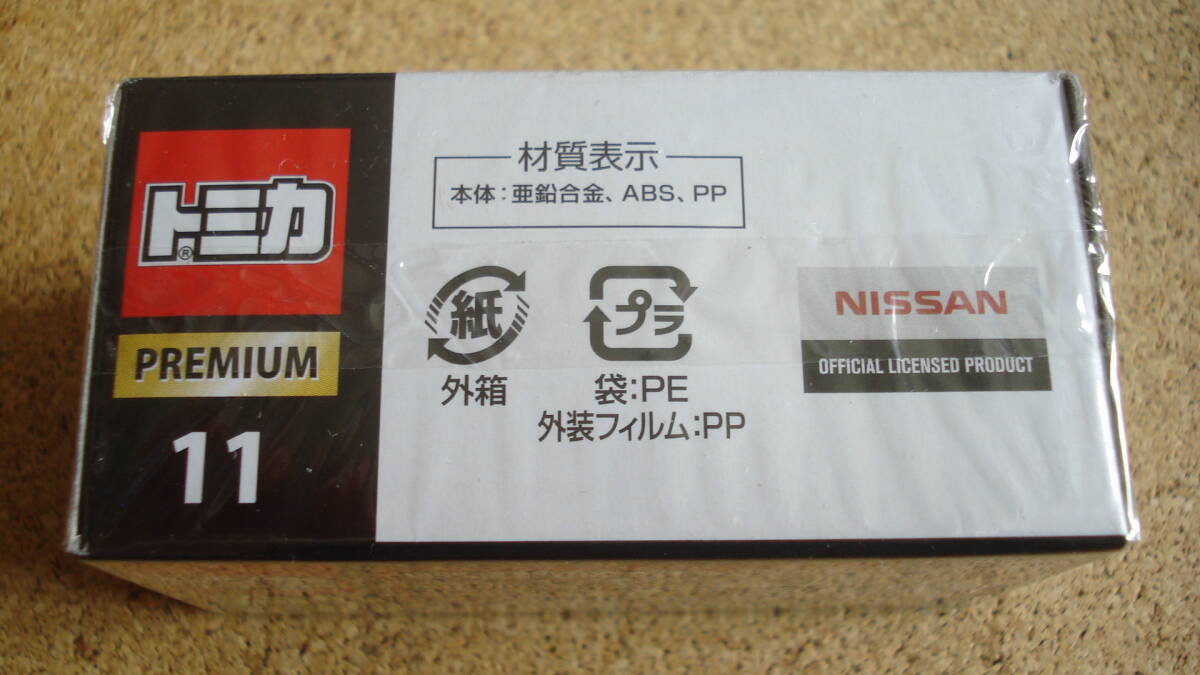 トミカ
®
PREMIUM
11
材質表示
本体：亜鉛合金、ABS、PP
紙
外箱
プラ
袋：PE
外装フィルム：PP
NISSAN
OFFICIAL LICENSED PRODUCT